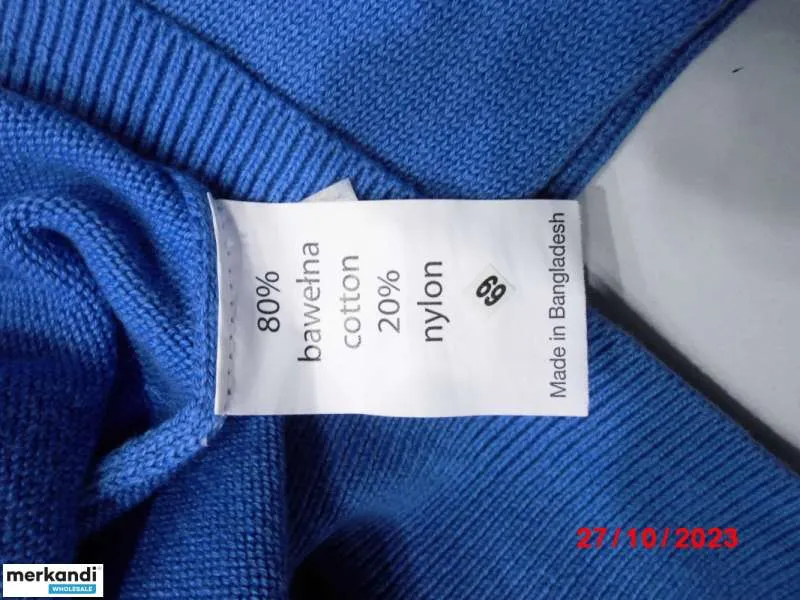 80%
bawełna
cotton
20%
nylon
69
Made in Bangladesh
27/10/2023
merkandi
WHOLESALE